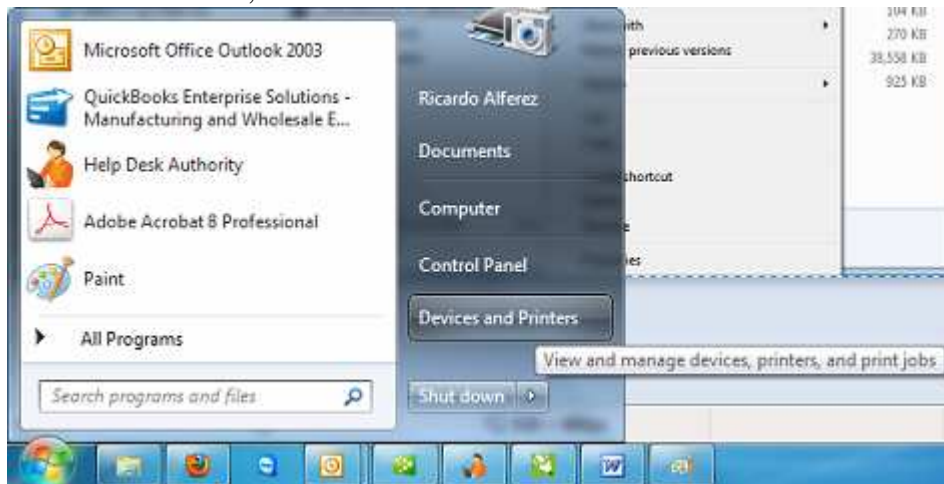 Microsoft Office Outlook 2003
QuickBooks Enterprise Solutions -
Manufacturing and Wholesale E...
Help Desk Authority
Adobe Acrobat 8 Professional
Paint
All Programs
Search programs and files
Ricardo Alferez
Documents
Computer
Control Panel
Devices and Printers
View and manage devices, printers, and print jobs
Shut down
previous versions
shortcut
104 KB
270 KB
38,558 KB
925 KB